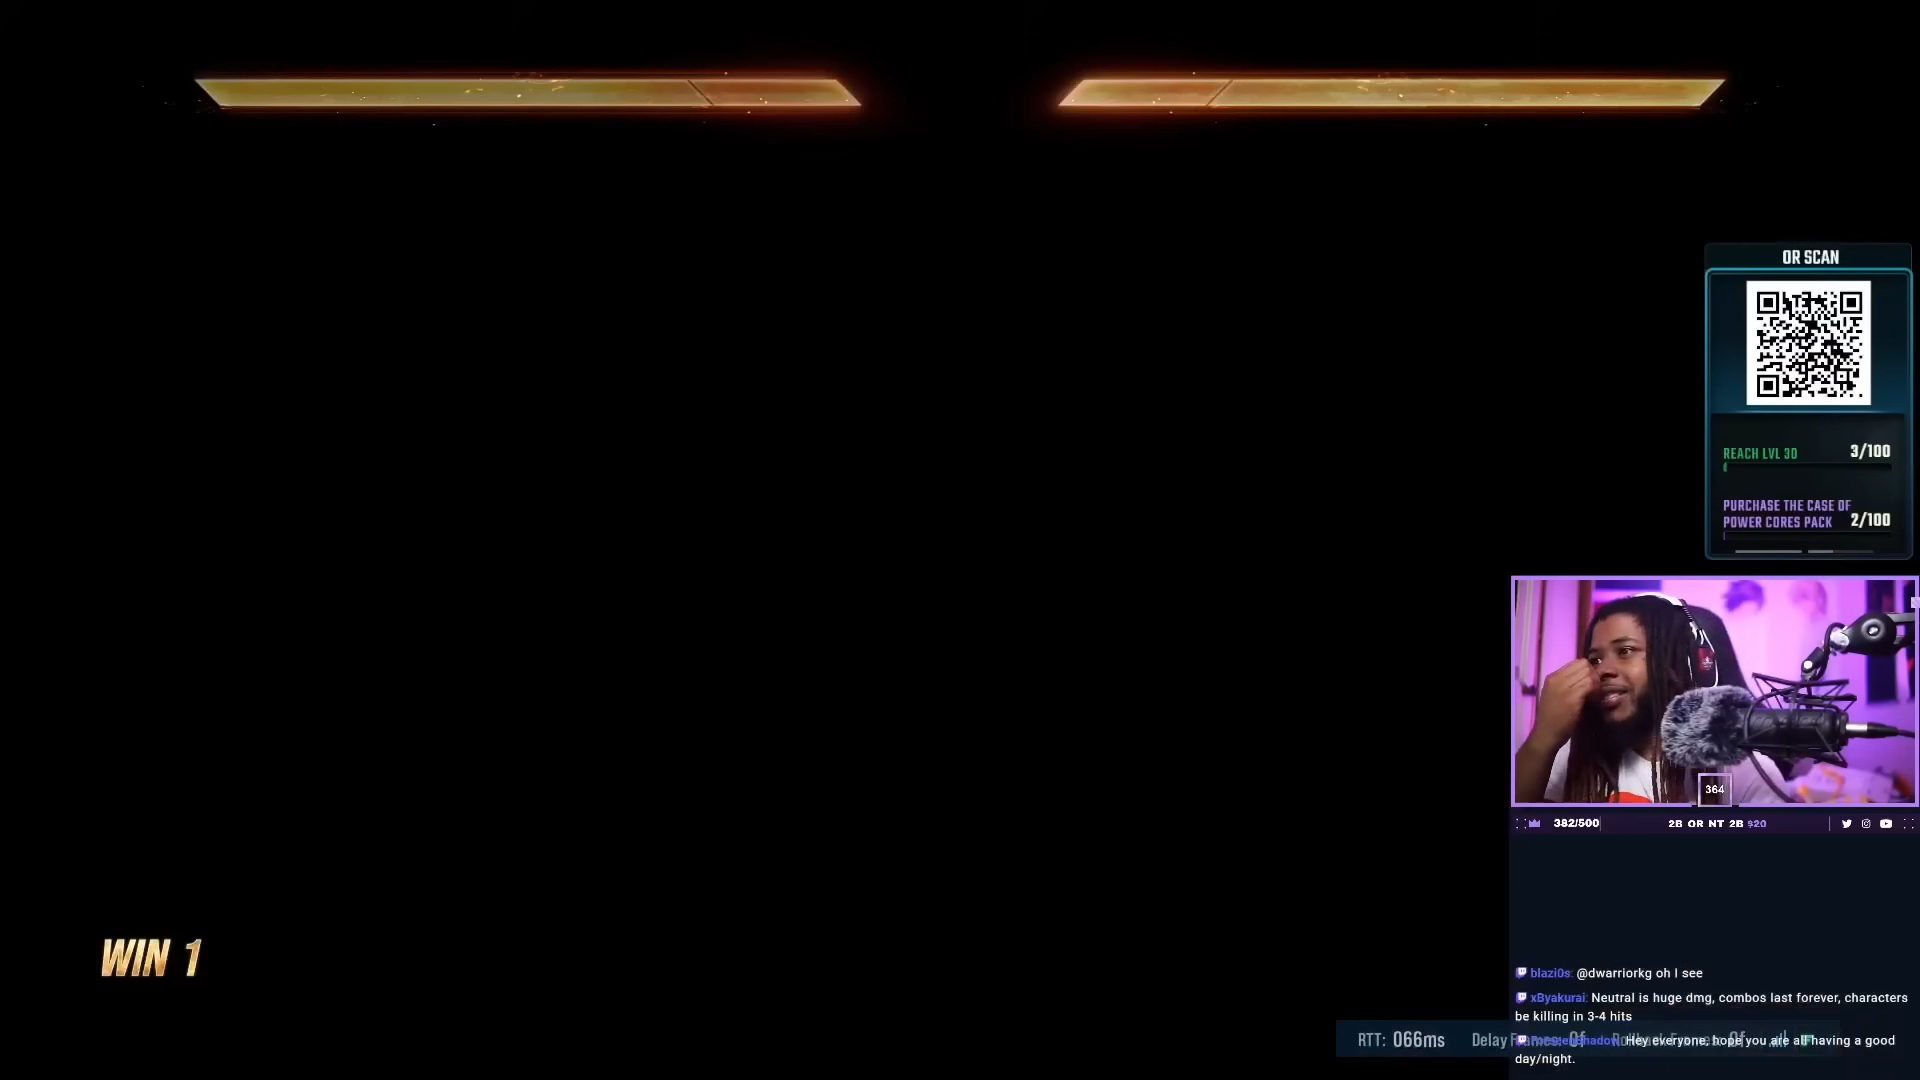 OR SCAN
REACH LVL 30
3/100
PURCHASE THE CASE OF
POWER CORES PACK
2/100
364
382/500
2B OR NT 2B $20
WIN 1
blazi0s: @dwarriorkg oh I see
xByakurai: Neutral is huge dmg, combos last forever, characters
be killing in 3-4 hits
RTT: 066ms
Delay
Hey everyone, hope you are all having a good
day/night.